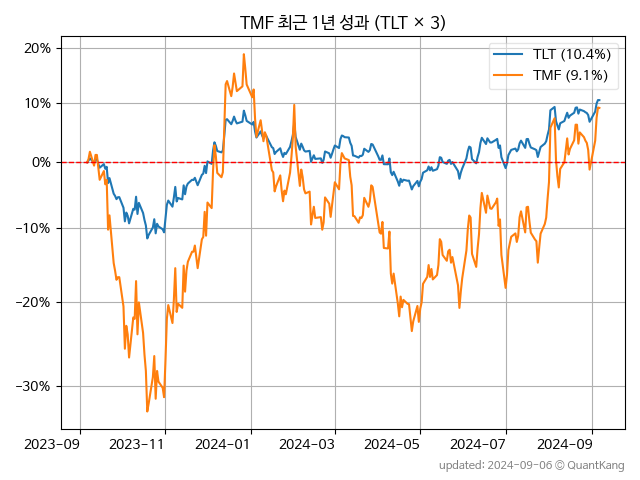 TMF 최근 1년 성과 (TLT × 3)
TLT (10.4%)
TMF (9.1%)
20%
10%
0%
−10%
−20%
−30%
2023−09 2023−11 2024−01 2024−03 2024−05 2024−07 2024−09
updated: 2024-09-06 © QuantKang